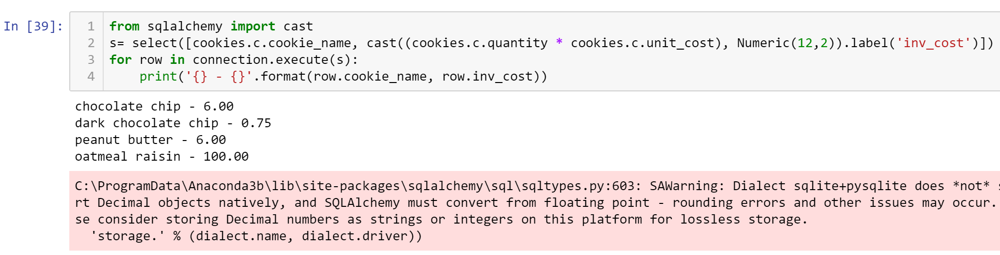 In [39]:
1 from sqlalchemy import cast
2 s= select([cookies.c.cookie_name, cast((cookies.c.quantity * cookies.c.unit_cost), Numeric(12,2)).label('inv_cost')])
3 for row in connection.execute(s):
4     print('{} - {}'.format(row.cookie_name, row.inv_cost))
chocolate chip - 6.00
dark chocolate chip - 0.75
peanut butter - 6.00
oatmeal raisin - 100.00
C:\ProgramData\Anaconda3b\lib\site-packages\sqlalchemy\sql\sqltypes.py:603: SAWarning: Dialect sqlite+pysqlite does *not*
rt Decimal objects natively, and SQLAlchemy must convert from floating point - rounding errors and other issues may occur.
se consider storing Decimal numbers as strings or integers on this platform for lossless storage.
  'storage.' % (dialect.name, dialect.driver))